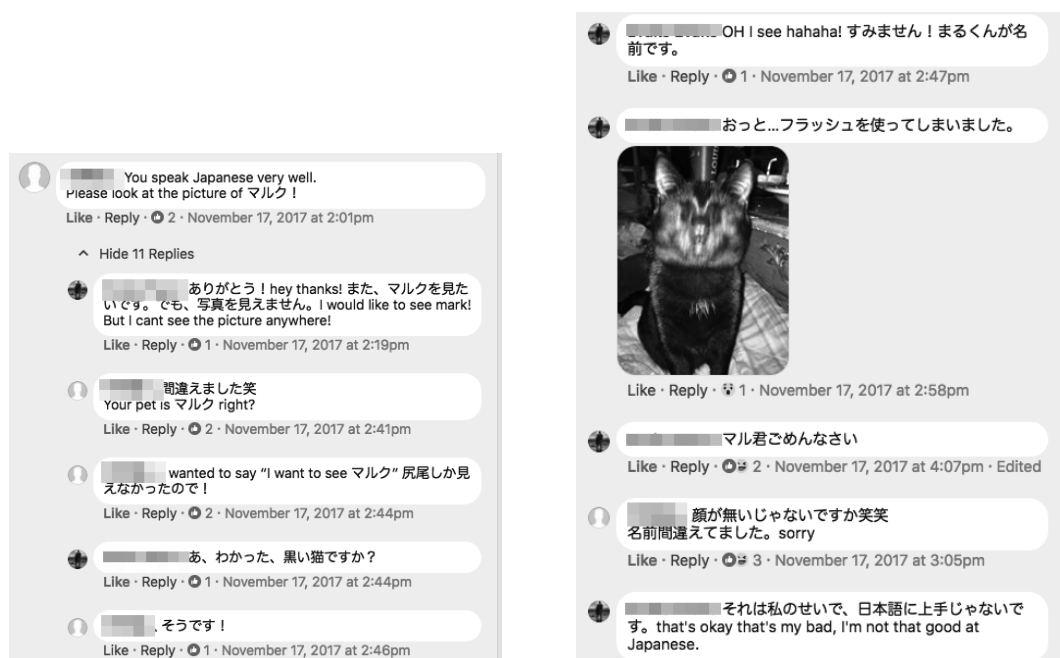 You speak Japanese very well.
Please look at the picture of マルク！
Like · Reply · 2 · November 17, 2017 at 2:01pm
Hide 11 Replies
ありがとう！hey thanks! また、マルクを見た
いです。でも、写真を見えません。I would like to see mark!
But I cant see the picture anywhere!
Like · Reply · 1 · November 17, 2017 at 2:19pm
間違えました笑
Your pet is マルク right?
Like · Reply · 2 · November 17, 2017 at 2:41pm
wanted to say “I want to see マルク” 尻尾しか見
えなかったので！
Like · Reply · 2 · November 17, 2017 at 2:44pm
あ、わかった、黒い猫ですか？
Like · Reply · 1 · November 17, 2017 at 2:44pm
、そうです！
Like · Reply · 1 · November 17, 2017 at 2:46pm
OH I see hahaha! すみません！まるくんが名
前です。
Like · Reply · 1 · November 17, 2017 at 2:47pm
おっと...フラッシュを使ってしまいました。
Like · Reply · 1 · November 17, 2017 at 2:58pm
マル君ごめんなさい
Like · Reply · 2 · November 17, 2017 at 4:07pm · Edited
顔が無いじゃないですか笑笑
名前間違えてました。sorry
Like · Reply · 3 · November 17, 2017 at 3:05pm
それは私のせいで、日本語に上手じゃないで
す。that's okay that's my bad, I'm not that good at
Japanese.